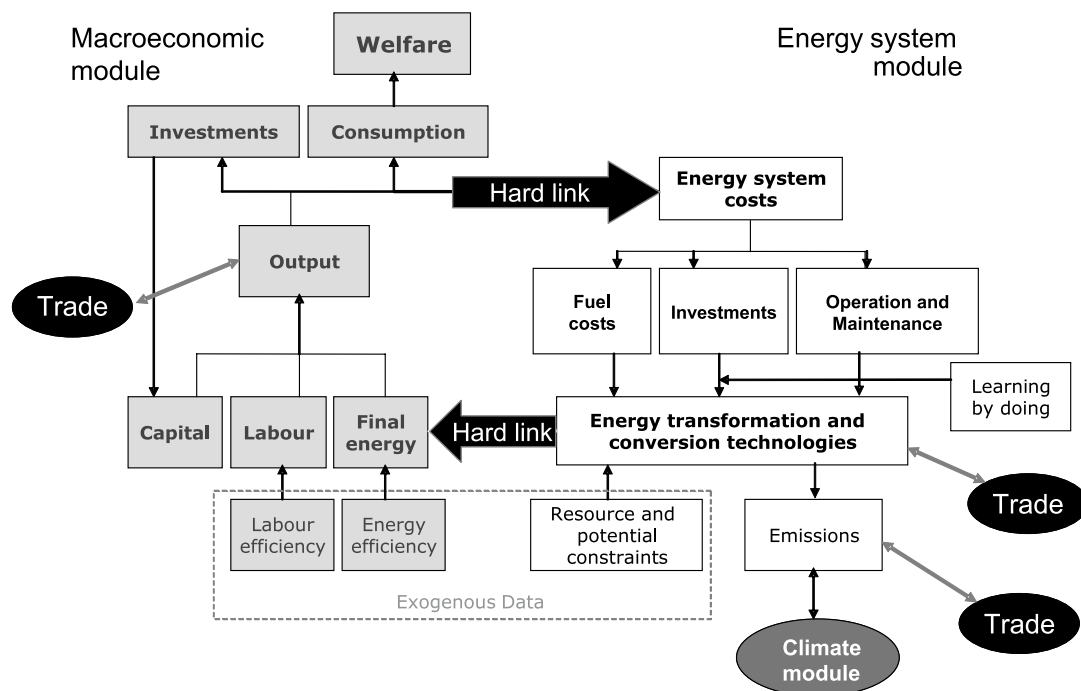 Macroeconomic
module
Welfare
Energy system
module
Investments
Consumption
Hard link
Energy system
costs
Output
Trade
Fuel
costs
Investments
Operation and
Maintenance
Learning
by doing
Capital
Labour
Final
energy
Hard link
Energy transformation and
conversion technologies
Trade
Labour
efficiency
Energy
efficiency
Resource and
potential
constraints
Emissions
Exogenous Data
Trade
Climate
module